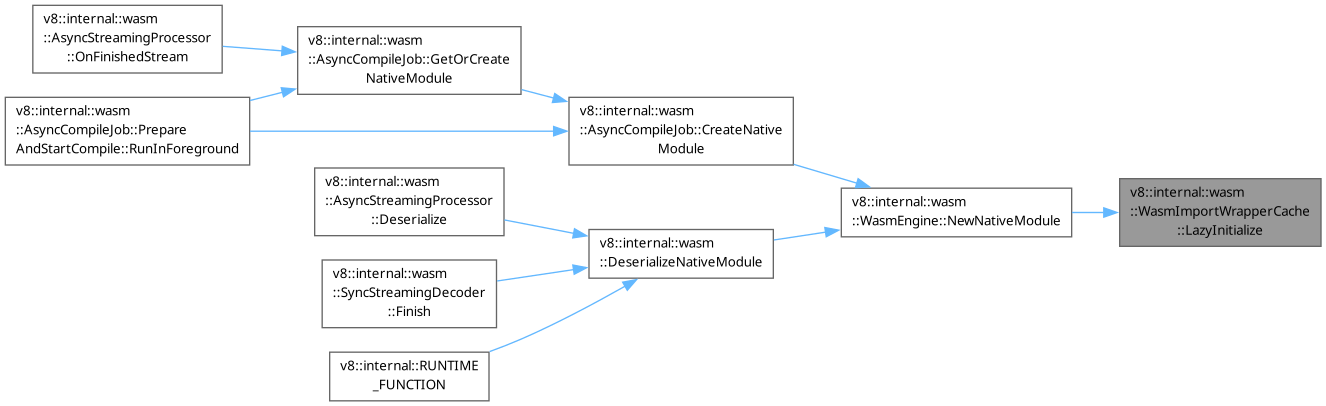 v8::internal::wasm
::AsyncStreamingProcessor
::OnFinishedStream
v8::internal::wasm
::AsyncCompileJob::GetOrCreate
NativeModule
v8::internal::wasm
::AsyncCompileJob::Prepare
AndStartCompile::RunInForeground
v8::internal::wasm
::AsyncCompileJob::CreateNative
Module
v8::internal::wasm
::AsyncStreamingProcessor
::Deserialize
v8::internal::wasm
::WasmEngine::NewNativeModule
v8::internal::wasm
::WasmImportWrapperCache
::LazyInitialize
v8::internal::wasm
::DeserializeNativeModule
v8::internal::wasm
::SyncStreamingDecoder
::Finish
v8::internal::RUNTIME
_FUNCTION